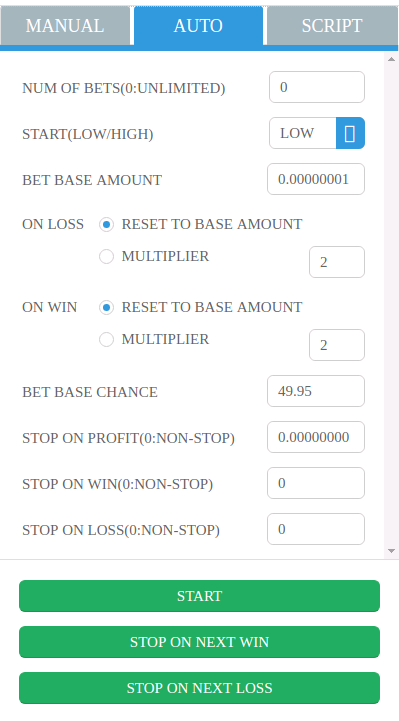 MANUAL AUTO SCRIPT
NUM OF BETS(0:UNLIMITED) 0
START(LOW/HIGH) LOW
BET BASE AMOUNT 0.00000001
ON LOSS RESET TO BASE AMOUNT
MULTIPLIER 2
ON WIN RESET TO BASE AMOUNT
MULTIPLIER 2
BET BASE CHANCE 49.95
STOP ON PROFIT(0:NON-STOP) 0.00000000
STOP ON WIN(0:NON-STOP) 0
STOP ON LOSS(0:NON-STOP) 0
START
STOP ON NEXT WIN
STOP ON NEXT LOSS